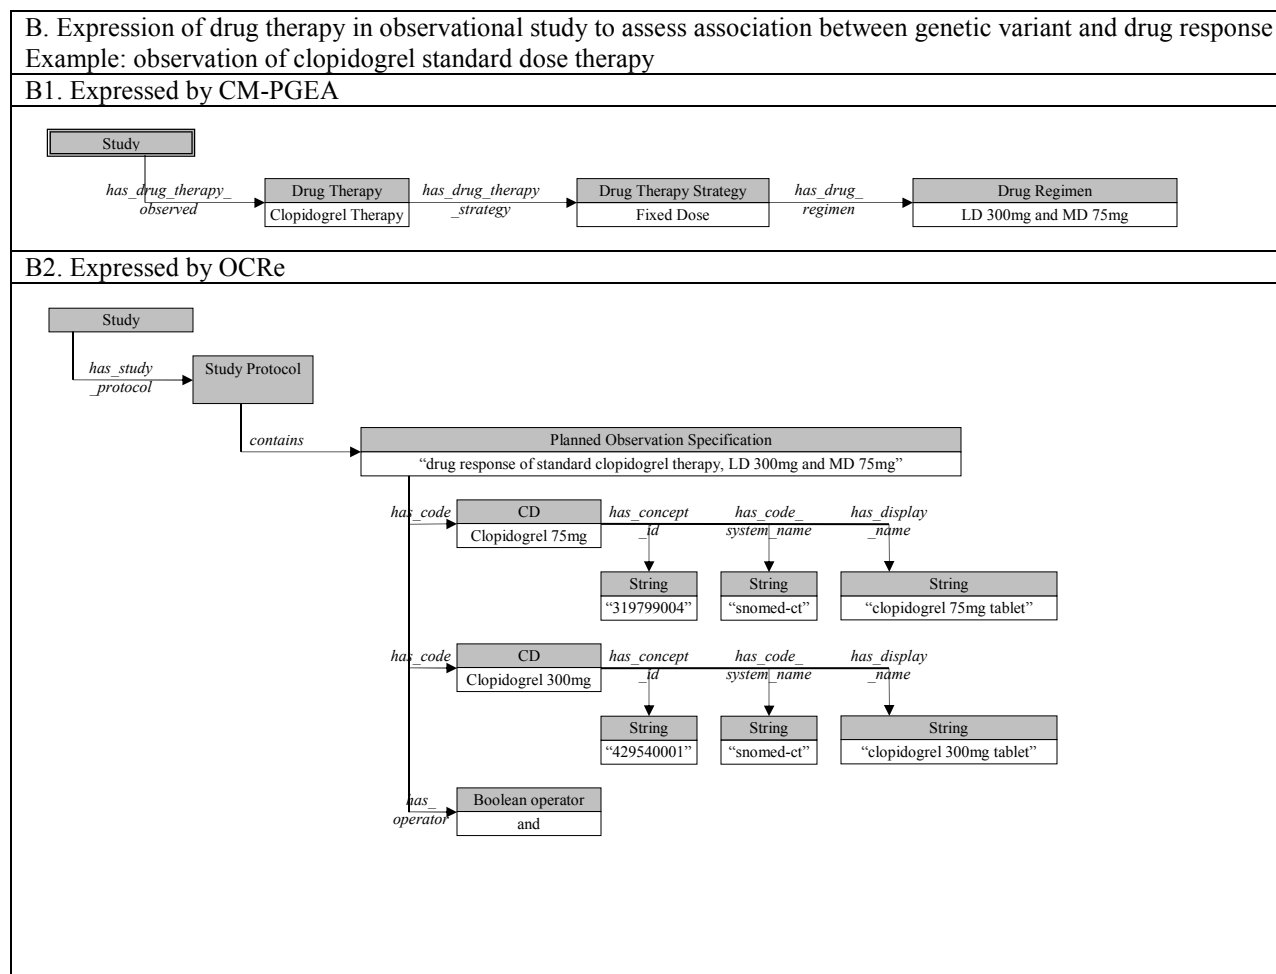 B. Expression of drug therapy in observational study to assess association between genetic variant and drug response
Example: observation of clopidogrel standard dose therapy
B1. Expressed by CM-PGEA
Study
has_drug_therapy_
observed
Drug Therapy
Clopidogrel Therapy
has_drug_therapy
_strategy
Drug Therapy Strategy
Fixed Dose
has_drug_
regimen
Drug Regimen
LD 300mg and MD 75mg
B2. Expressed by OCRe
Study
has_study
_protocol
Study Protocol
contains
Planned Observation Specification
“drug response of standard clopidogrel therapy, LD 300mg and MD 75mg”
has_code
CD
Clopidogrel 75mg
has_concept
_id
has_code_
system_name
has_display
_name
String
“319799004”
String
“snomed-ct”
String
“clopidogrel 75mg tablet”
has_code
CD
Clopidogrel 300mg
has_concept
_id
has_code_
system_name
has_display
_name
String
“429540001”
String
“snomed-ct”
String
“clopidogrel 300mg tablet”
has_
operator
Boolean operator
and